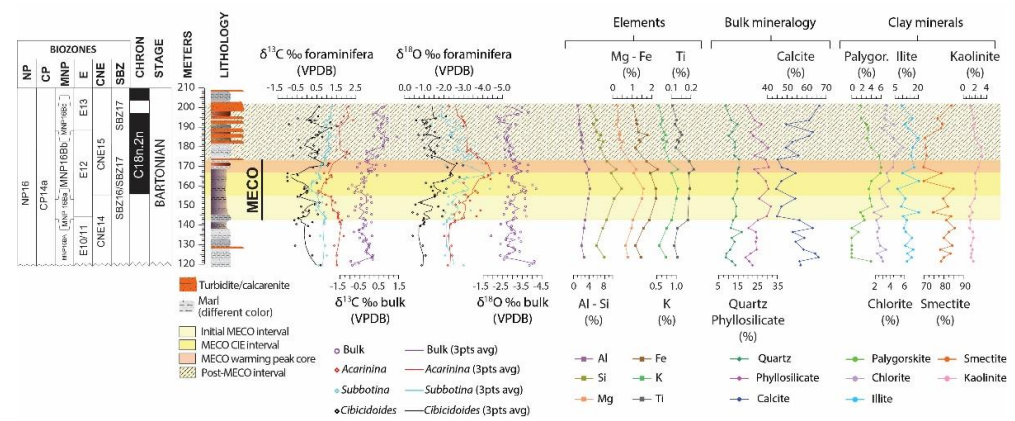 Elements
Bulk mineralogy
Clay minerals
BIOZONES
δ13C ‰ foraminifera
(VPDB)
δ18O ‰ foraminifera
(VPDB)
Mg - Fe
(%)
Ti
(%)
Calcite
(%)
Palygor.
(%)
Illite
(%)
Kaolinite
(%)
NP
CP
MNP
E
CNE
SBZ
CHRON
STAGE
METERS
LITHOLOGY
-1.5 -0.5 0.5 1.5 2.5
0.0 -1.0 -2.0 -3.0 -4.0 -5.0
0 1 2
0.1 0.2
40 50 60 70
0 2 4 6
5 20
0 2 4
210
200
190
180
170
160
150
140
130
120
NP16
CP14a
MNP16Bc
MNP16Bb
MNP16Ba
E13
E12
E10/11
CNE15
CNE14
SBZ17
SBZ16/SBZ17
C18n.2n
BARTONIAN
MECO
-1.5 -0.5 0.5 1.5
δ13C ‰ bulk
(VPDB)
-1.5 -2.5 -3.5 -4.5
δ18O ‰ bulk
(VPDB)
0 4 8
Al - Si
(%)
0.5 1.0
K
(%)
5 15 25 35
Quartz
Phyllosilicate
(%)
2 4 6
Chlorite
(%)
70 80 90
Smectite
(%)
Turbidite/calcarenite
Marl
(different color)
Initial MECO interval
MECO CIE interval
MECO warming peak core
Post-MECO interval
Bulk
Acarinina
Subbotina
Cibicidoides
Bulk (3pts avg)
Acarinina (3pts avg)
Subbotina (3pts avg)
Cibicidoides (3pts avg)
Al
Si
Mg
Fe
K
Ti
Quartz
Phyllosilicate
Calcite
Palygorskite
Chlorite
Illite
Smectite
Kaolinite